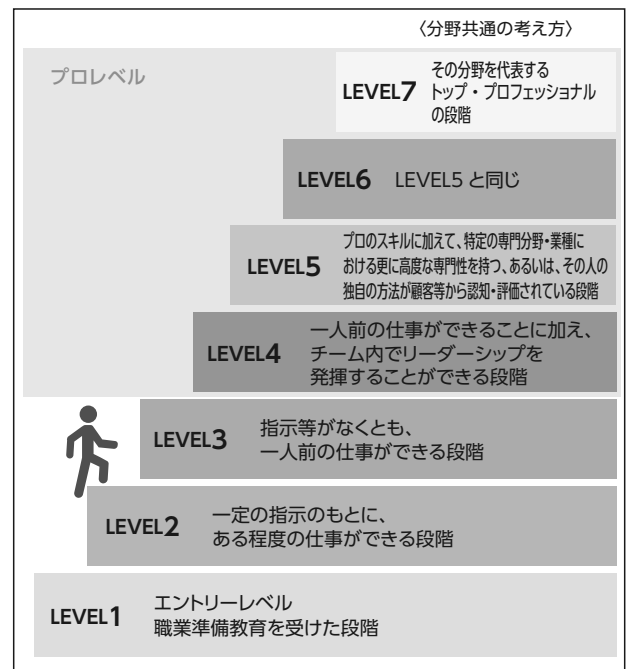 〈分野共通の考え方〉
プロレベル
LEVEL7
その分野を代表する
トップ・プロフェッショナル
の段階
LEVEL6 LEVEL5 と同じ
LEVEL5
プロのスキルに加えて、特定の専門分野・業種に
おける更に高度な専門性を持つ、あるいは、その人の
独自の方法が顧客等から認知・評価されている段階
LEVEL4
一人前の仕事ができることに加え、
チーム内でリーダーシップを
発揮することができる段階
LEVEL3
指示等がなくとも、
一人前の仕事ができる段階
LEVEL2
一定の指示のもとに、
ある程度の仕事ができる段階
LEVEL1
エントリーレベル
職業準備教育を受けた段階